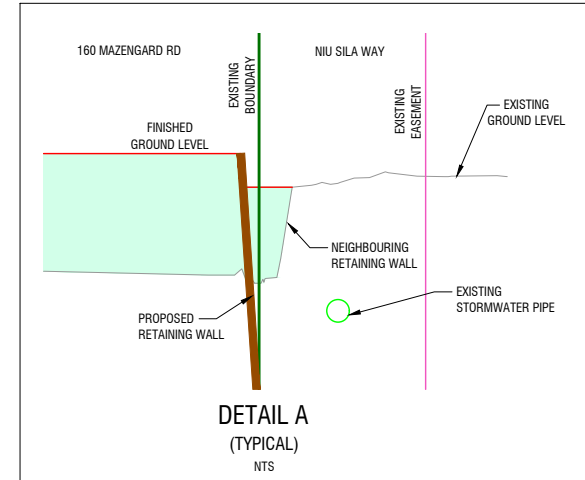 160 MAZENGARD RD
NIU SILA WAY
EXISTING
BOUNDARY
EXISTING
EASEMENT
EXISTING
GROUND LEVEL
FINISHED
GROUND LEVEL
NEIGHBOURING
RETAINING WALL
EXISTING
STORMWATER PIPE
PROPOSED
RETAINING WALL
DETAIL A
(TYPICAL)
NTS